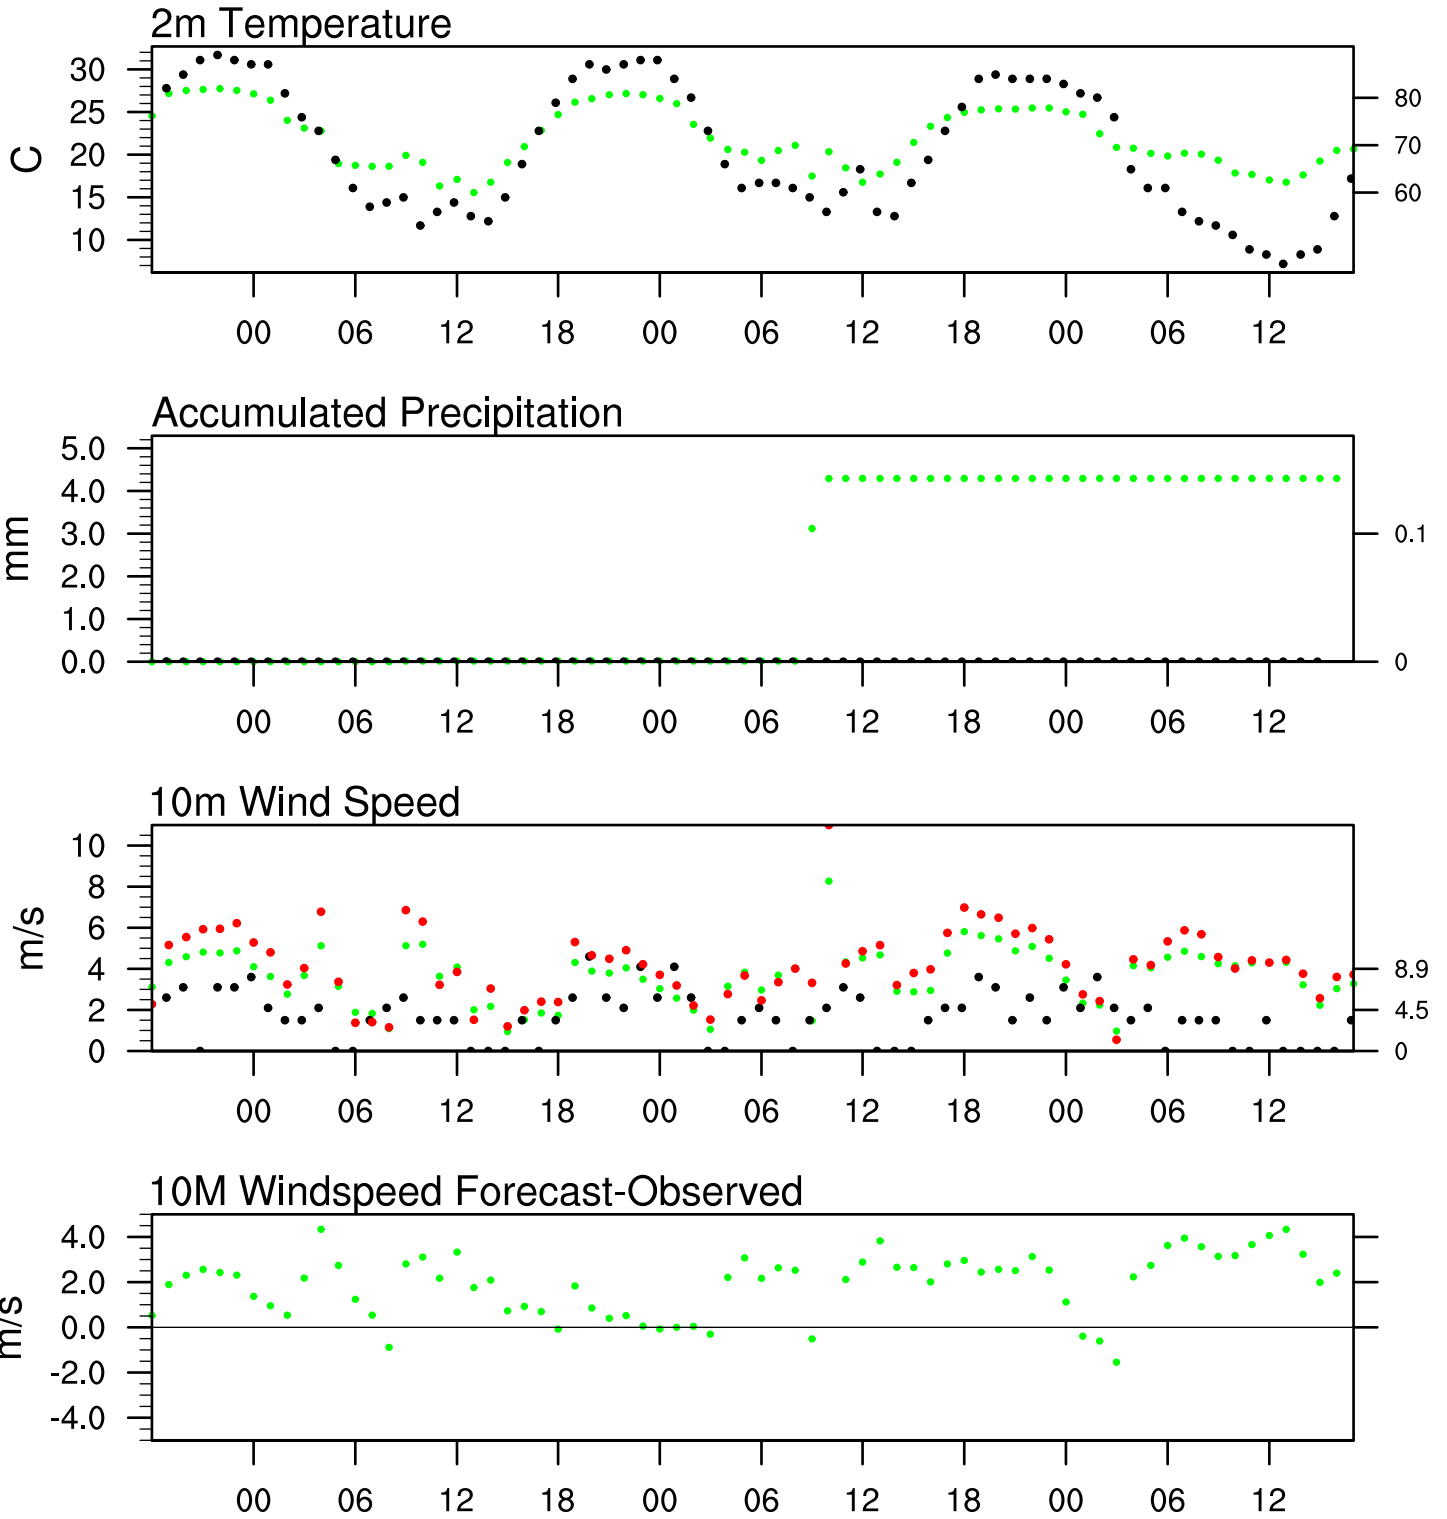 2m Temperature
30
25
20
15
10
C
80
70
60
00 06 12 18 00 06 12 18 00 06 12
Accumulated Precipitation
5.0
4.0
3.0
2.0
1.0
0.0
mm
0.1
0
00 06 12 18 00 06 12 18 00 06 12
10m Wind Speed
10
8
6
4
2
0
m/s
8.9
4.5
0
00 06 12 18 00 06 12 18 00 06 12
10M Windspeed Forecast-Observed
4.0
2.0
0.0
-2.0
-4.0
m/s
00 06 12 18 00 06 12 18 00 06 12